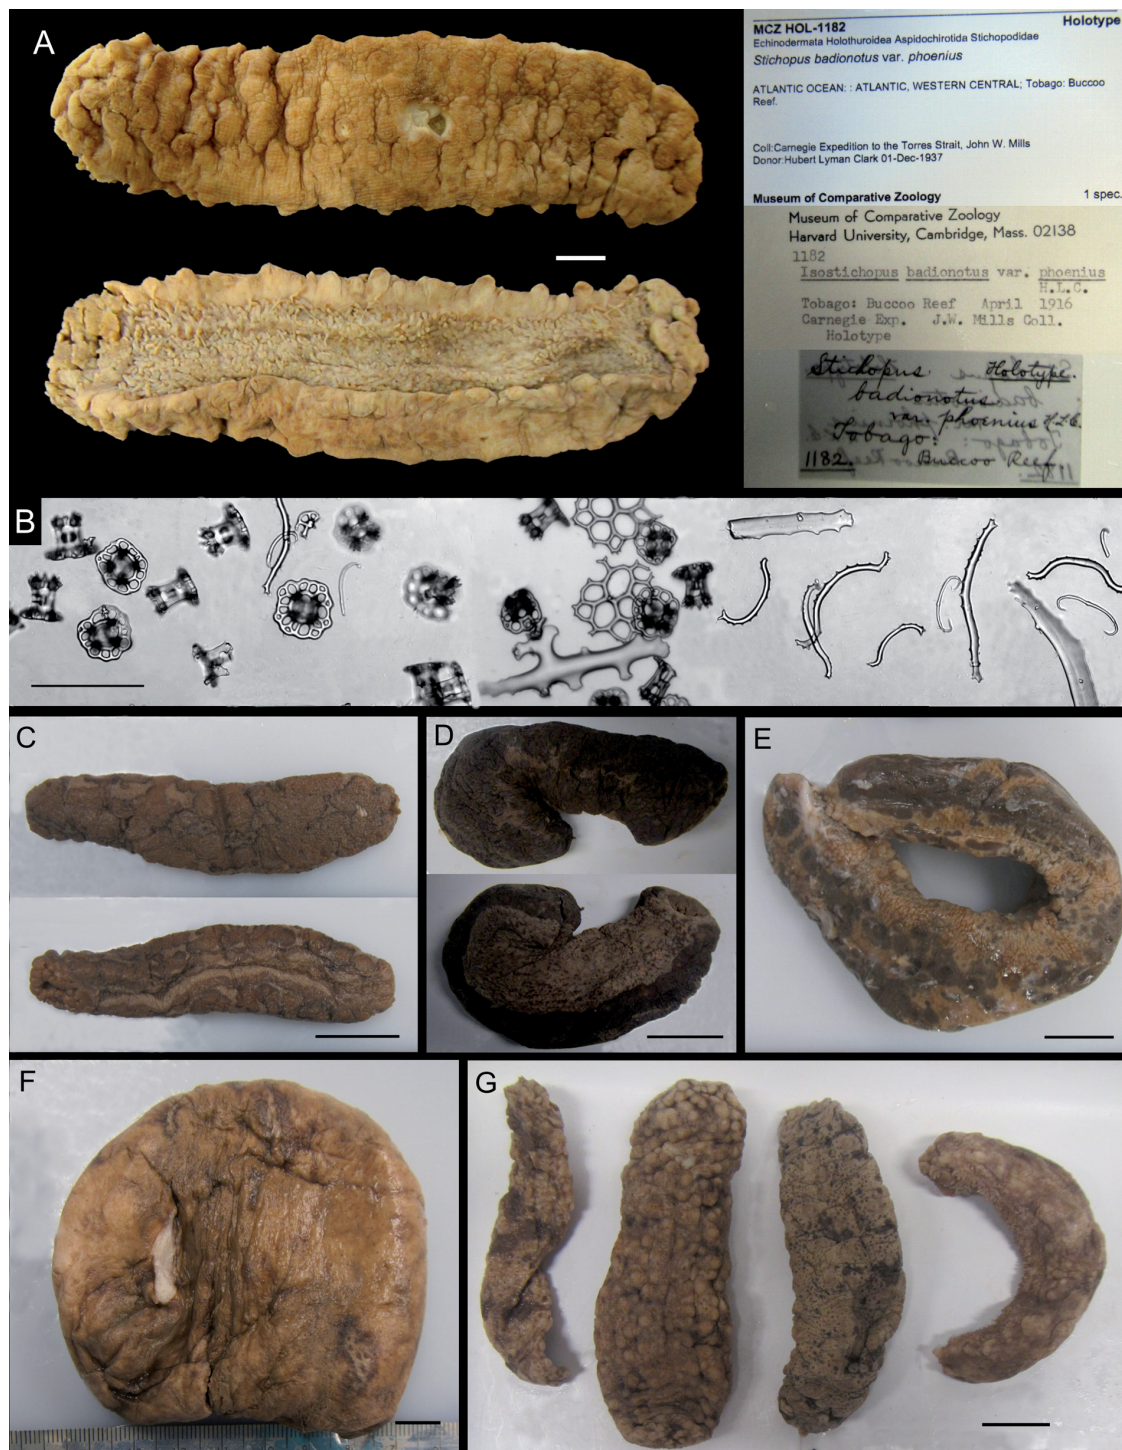 A
MCZ HOL-1182 Holotype
Echinodermata Holothuroidea Aspidochirotida Stichopodidae
Stichopus badionotus var. phoenius
ATLANTIC OCEAN: : ATLANTIC, WESTERN CENTRAL; Tobago: Buccoo
Reef.
Coll:Carnegie Expedition to the Torres Strait, John W. Mills
Donor:Hubert Lyman Clark 01-Dec-1937
Museum of Comparative Zoology 1 spec.
Museum of Comparative Zoology
Harvard University, Cambridge, Mass. 02138
1182
Isostichopus badionotus var. phoenius
H.L.C.
Tobago: Buccoo Reef April 1916
Carnegie Exp. J.W. Mills Coll.
Holotype
Stichopus Holotype.
badionotus
var. phoenius H.L.C.
Tobago:
1182. Buccoo Reef
B
C
D
E
F
G